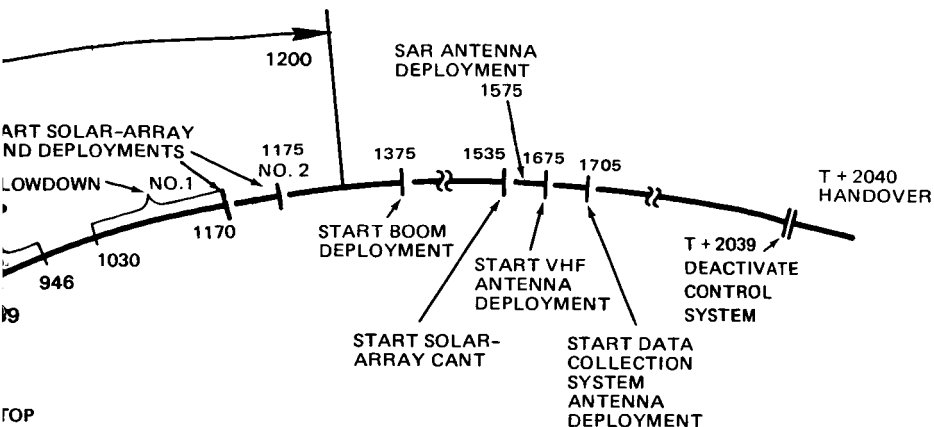 1200
SAR ANTENNA
DEPLOYMENT
1575
ART SOLAR-ARRAY
ND DEPLOYMENTS
1175
NO. 2
LOWDOWN
NO.1
1375
1535
1675
1705
T + 2040
HANDOVER
1170
1030
946
START BOOM
DEPLOYMENT
START VHF
ANTENNA
DEPLOYMENT
T + 2039
DEACTIVATE
CONTROL
SYSTEM
START SOLAR-
ARRAY CANT
START DATA
COLLECTION
SYSTEM
ANTENNA
DEPLOYMENT
TOP